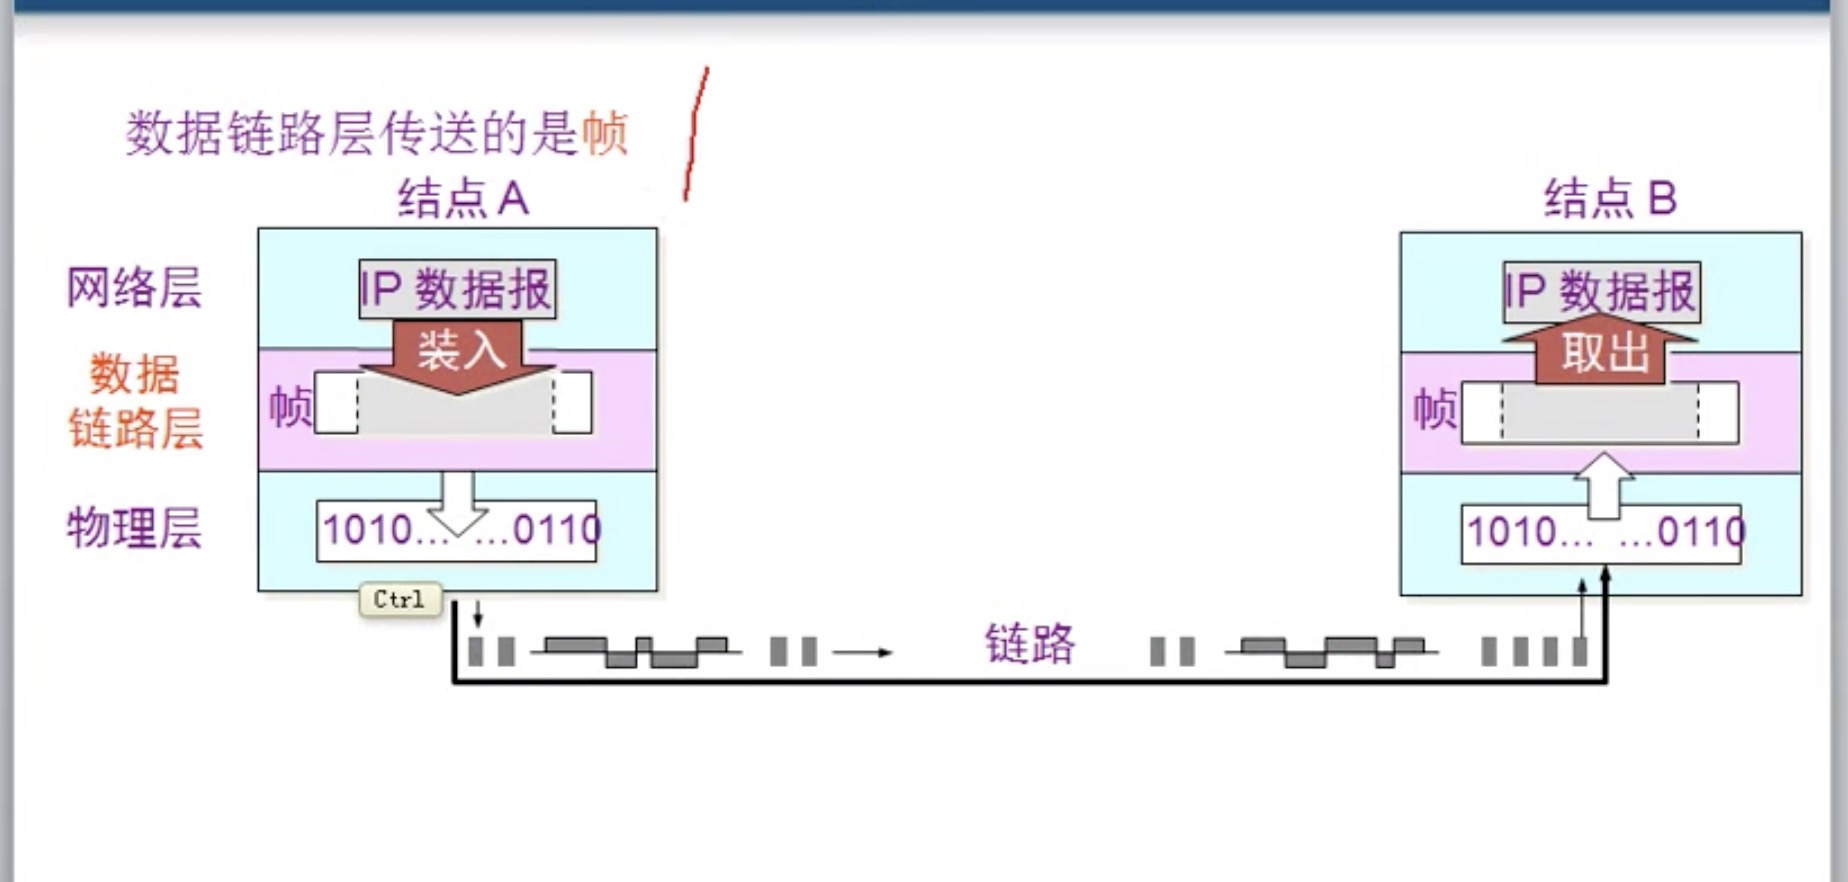 数据链路层传送的是帧
结点 A
结点 B
网络层
IP 数据报
IP 数据报
装入
取出
数据
链路层
帧
帧
物理层
1010... ...0110
1010... ...0110
Ctrl
链路